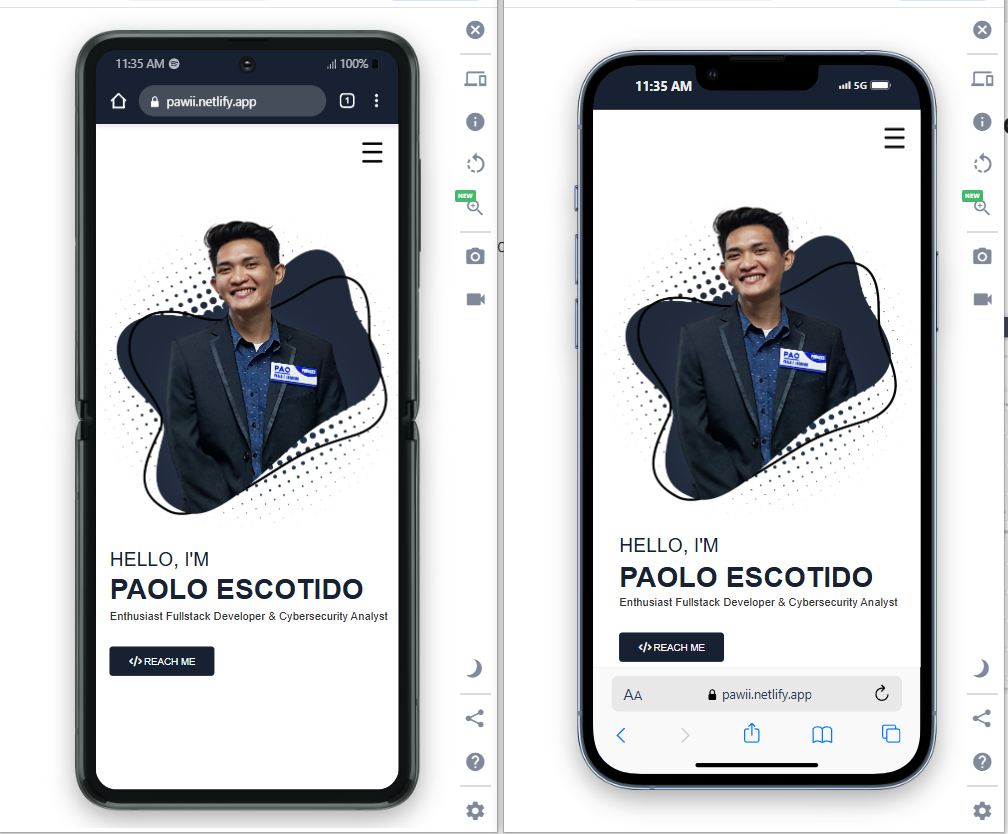 11:35 AM
100%
pawii.netlify.app
1
NEW
PAO
HELLO, I'M
PAOLO ESCOTIDO
Enthusiast Fullstack Developer & Cybersecurity Analyst
</> REACH ME
11:35 AM
5G
NEW
PAO
HELLO, I'M
PAOLO ESCOTIDO
Enthusiast Fullstack Developer & Cybersecurity Analyst
</> REACH ME
AA
pawii.netlify.app